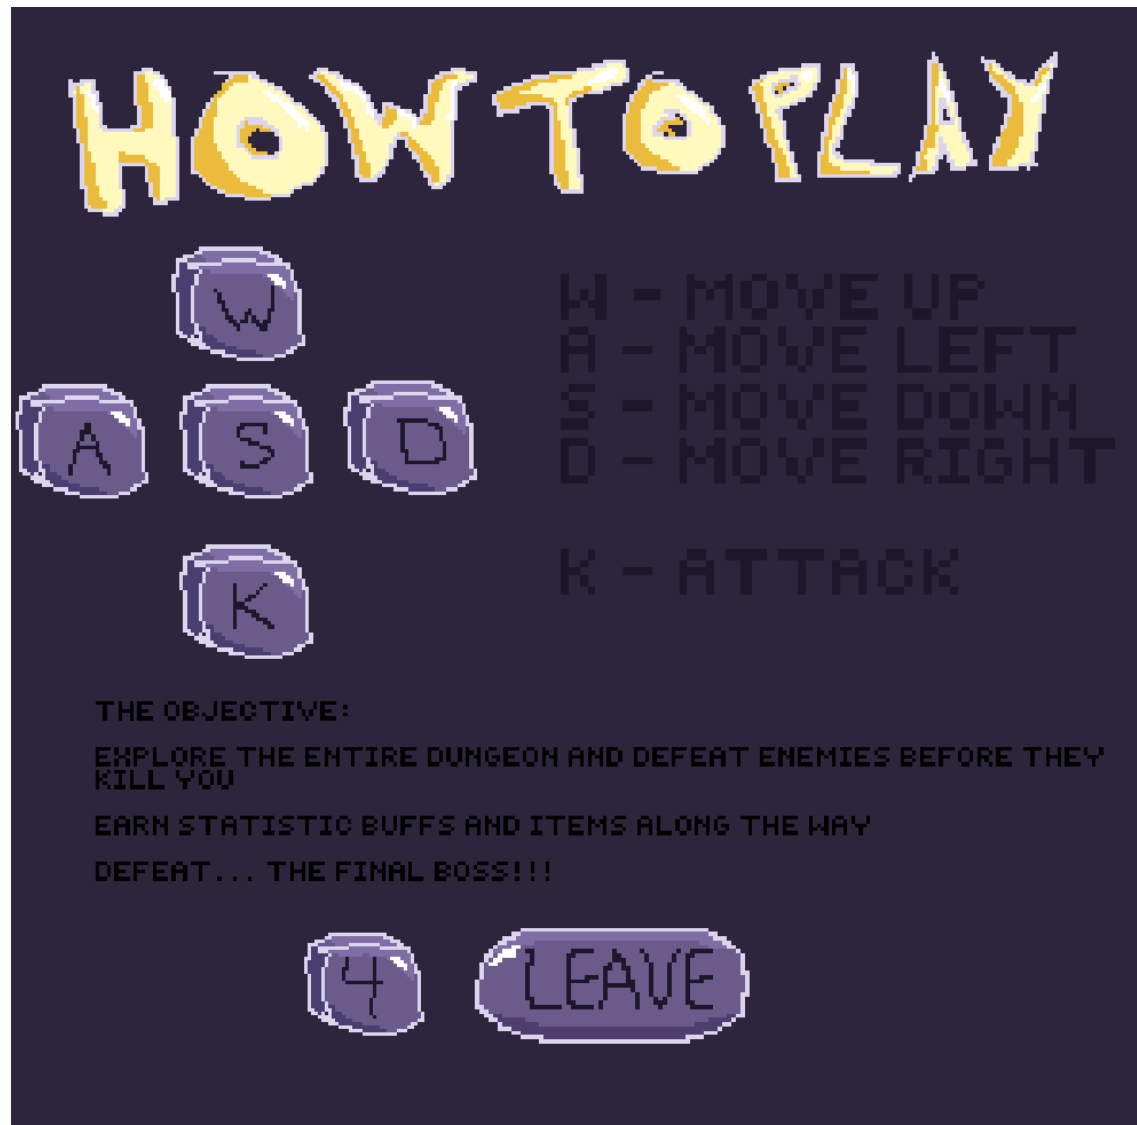 HOW TO PLAY
W
W - MOVE UP
A - MOVE LEFT
A S D
S - MOVE DOWN
D - MOVE RIGHT
K
K - ATTACK
THE OBJECTIVE:
EXPLORE THE ENTIRE DUNGEON AND DEFEAT ENEMIES BEFORE THEY
KILL YOU
EARN STATISTIC BUFFS AND ITEMS ALONG THE WAY
DEFEAT... THE FINAL BOSS!!!
4 LEAVE